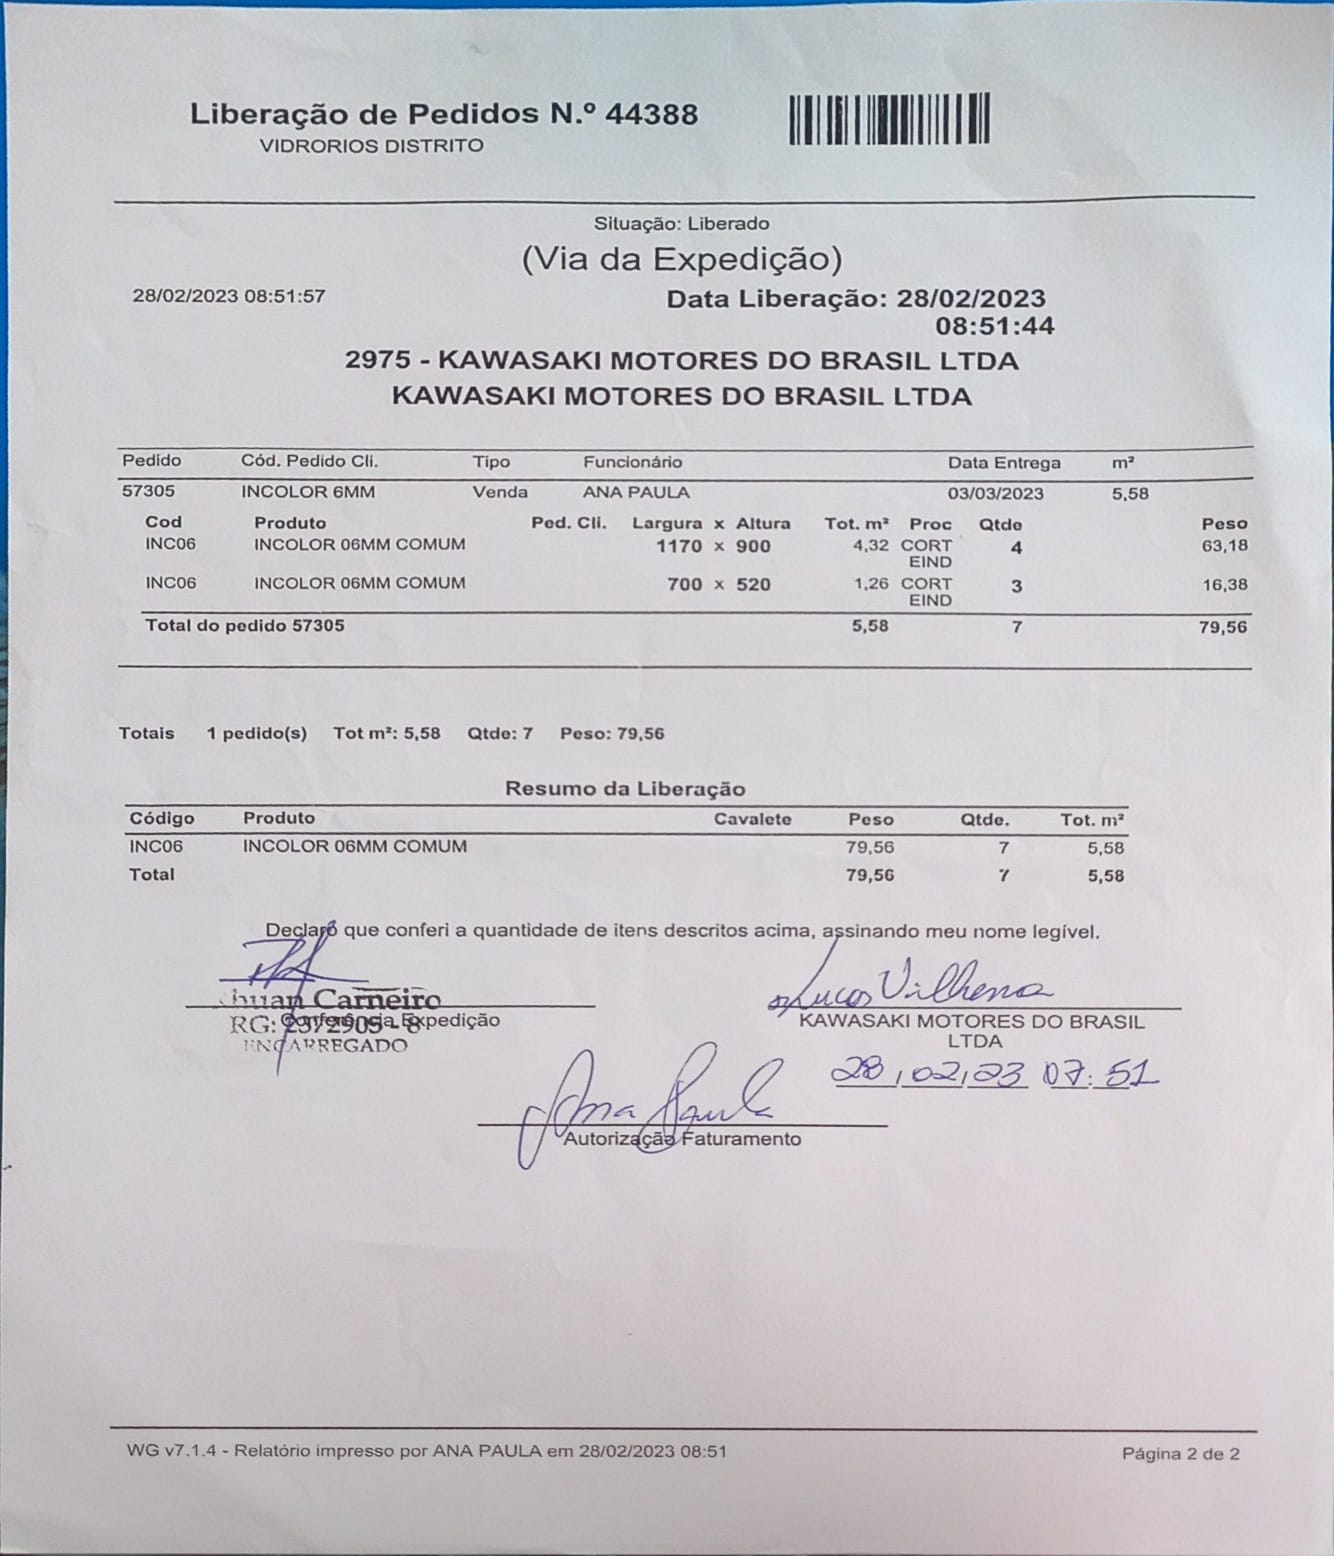 Liberação de Pedidos N.º 44388
VIDRORIOS DISTRITO
Situação: Liberado
(Via da Expedição)
28/02/2023 08:51:57
Data Liberação: 28/02/2023
08:51:44
2975 - KAWASAKI MOTORES DO BRASIL LTDA
KAWASAKI MOTORES DO BRASIL LTDA
Pedido Cód. Pedido Cli. Tipo Funcionário Data Entrega m²
57305 INCOLOR 6MM Venda ANA PAULA 03/03/2023 5,58
Cod Produto Ped. Cli. Largura x Altura Tot. m² Proc Qtde Peso
INC06 INCOLOR 06MM COMUM 1170 x 900 4,32 CORT 4 63,18
EIND
INC06 INCOLOR 06MM COMUM 700 x 520 1,26 CORT 3 16,38
EIND
Total do pedido 57305 5,58 7 79,56
Totais 1 pedido(s) Tot m²: 5,58 Qtde: 7 Peso: 79,56
Resumo da Liberação
Código Produto Cavalete Peso Qtde. Tot. m²
INC06 INCOLOR 06MM COMUM 79,56 7 5,58
Total 79,56 7 5,58
Declaro que conferi a quantidade de itens descritos acima, assinando meu nome legível.
Carneiro
Conferência Expedição
RG: 2372905-8
ENCARREGADO
Lucas Vilhena
KAWASAKI MOTORES DO BRASIL
LTDA
28/02/23 07:51
Ana Paula
Autorização Faturamento
WG v7.1.4 - Relatório impresso por ANA PAULA em 28/02/2023 08:51
Página 2 de 2